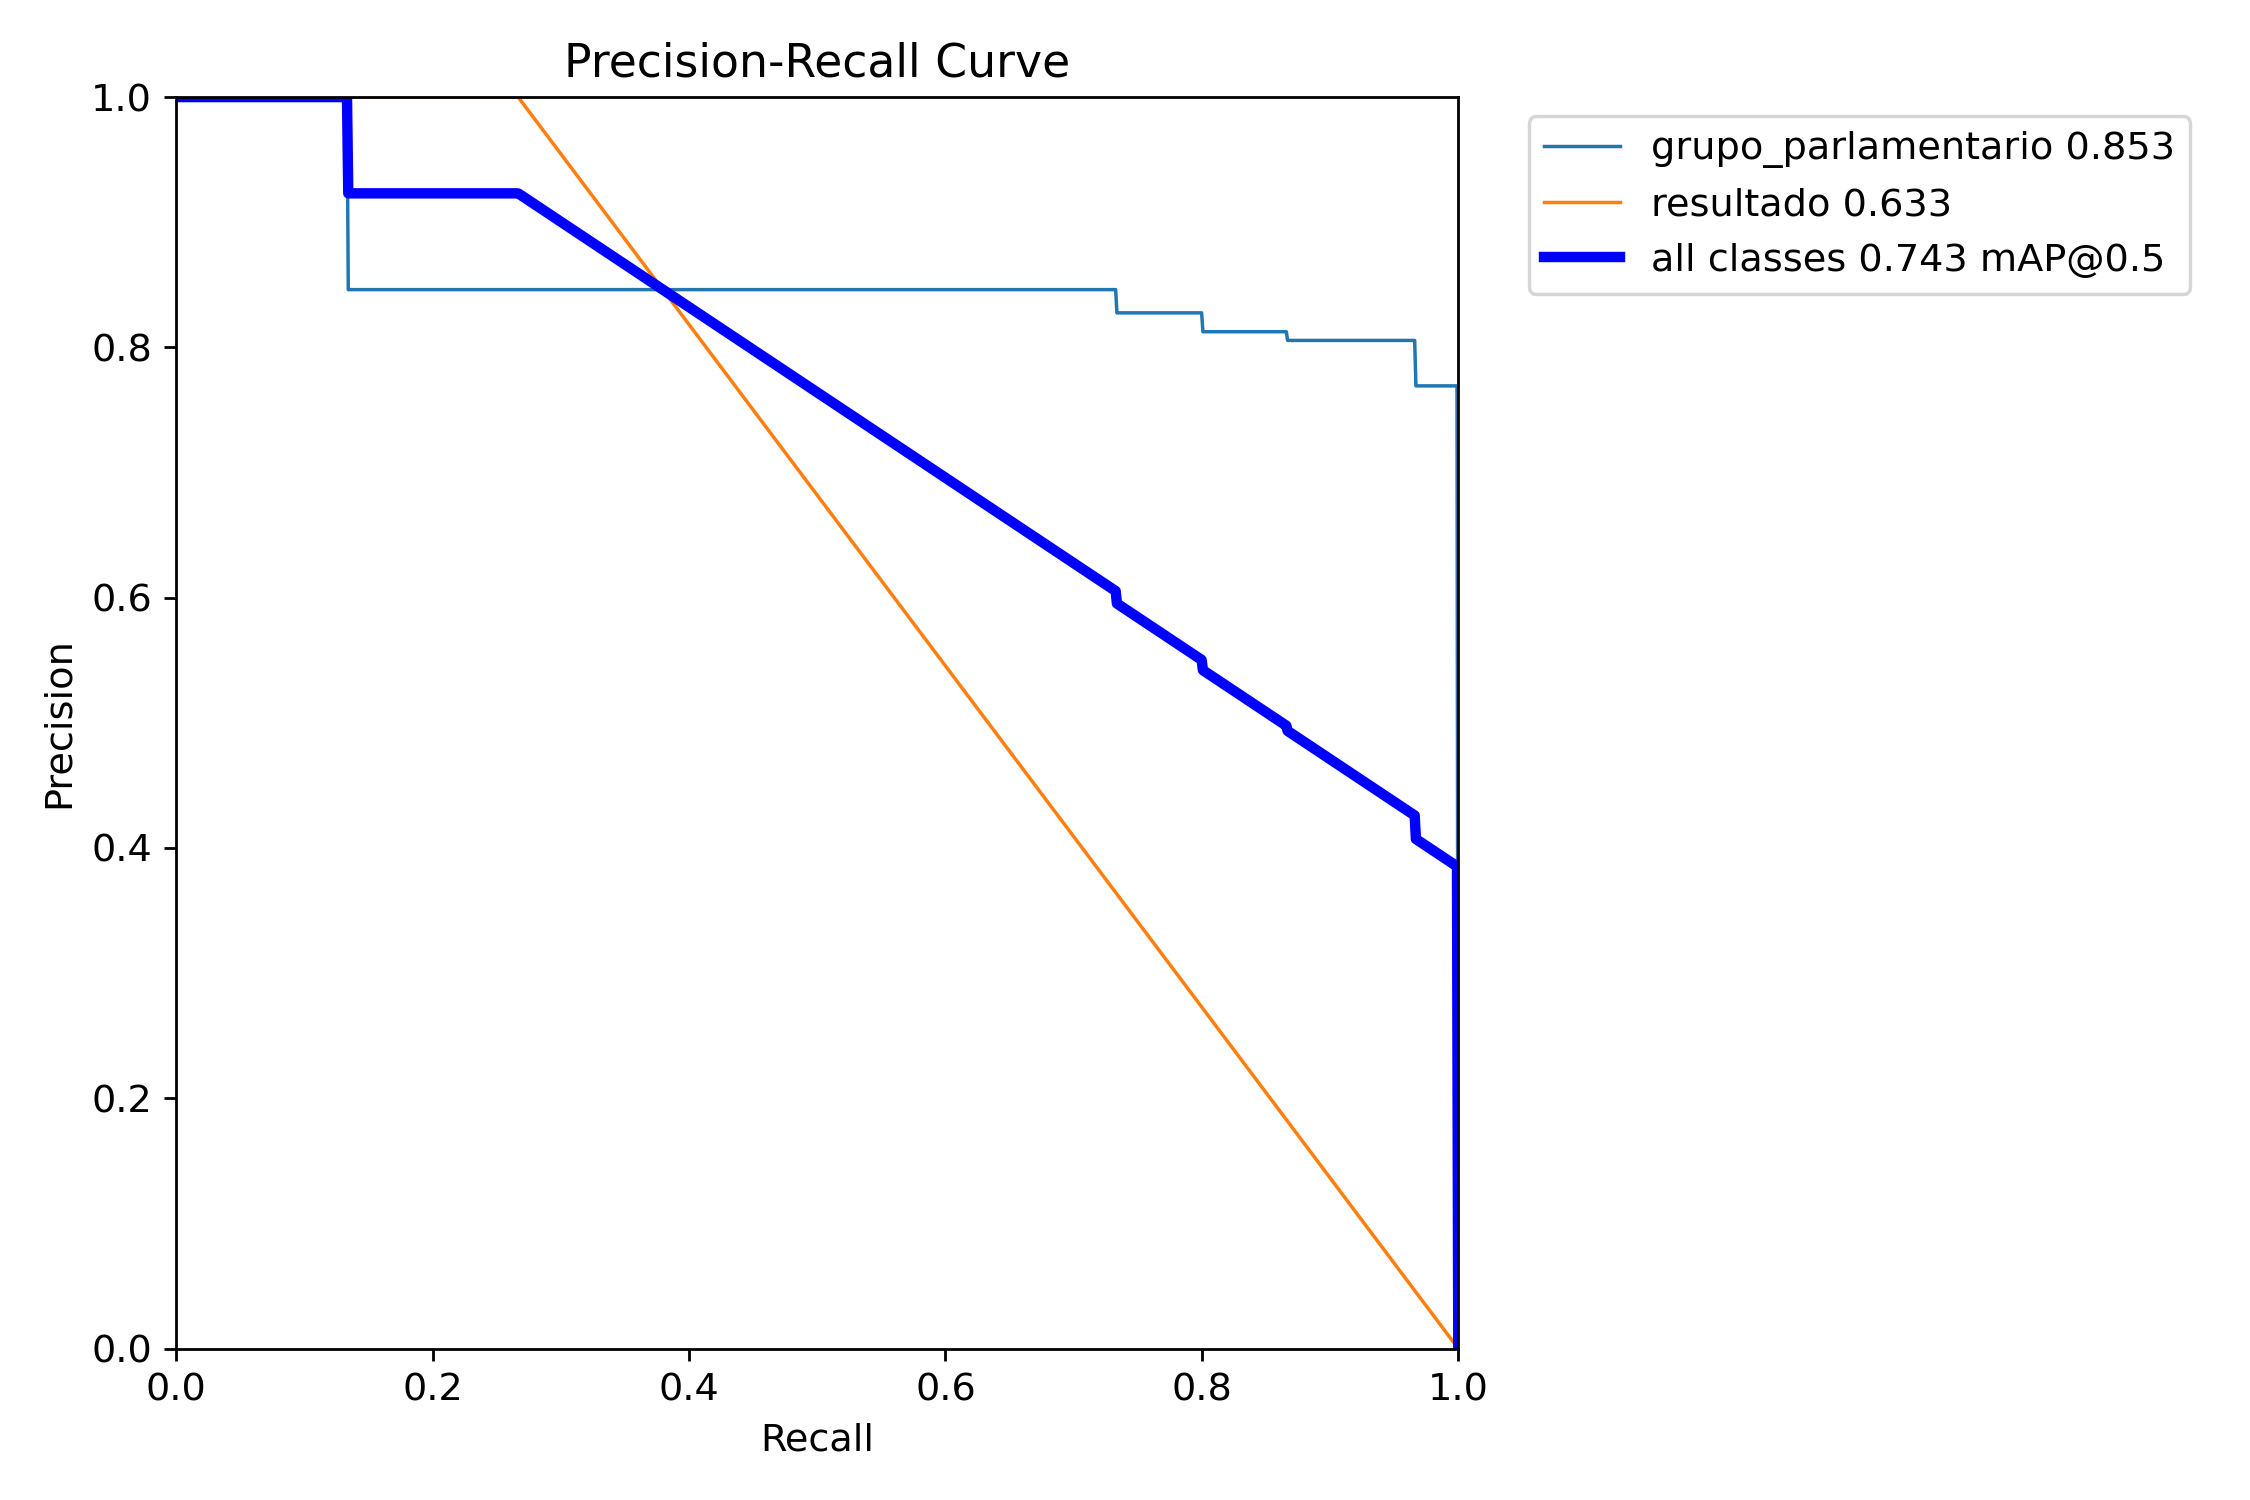 Precision-Recall Curve
1.0
0.8
0.6
0.4
0.2
0.0
Precision
0.0 0.2 0.4 0.6 0.8 1.0
Recall
grupo_parlamentario 0.853
resultado 0.633
all classes 0.743 mAP@0.5